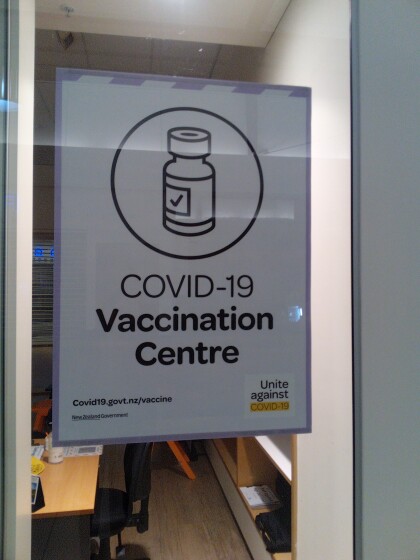 COVID-19
Vaccination
Centre
Covid19.govt.nz/vaccine
New Zealand Government
Unite
against
COVID-19